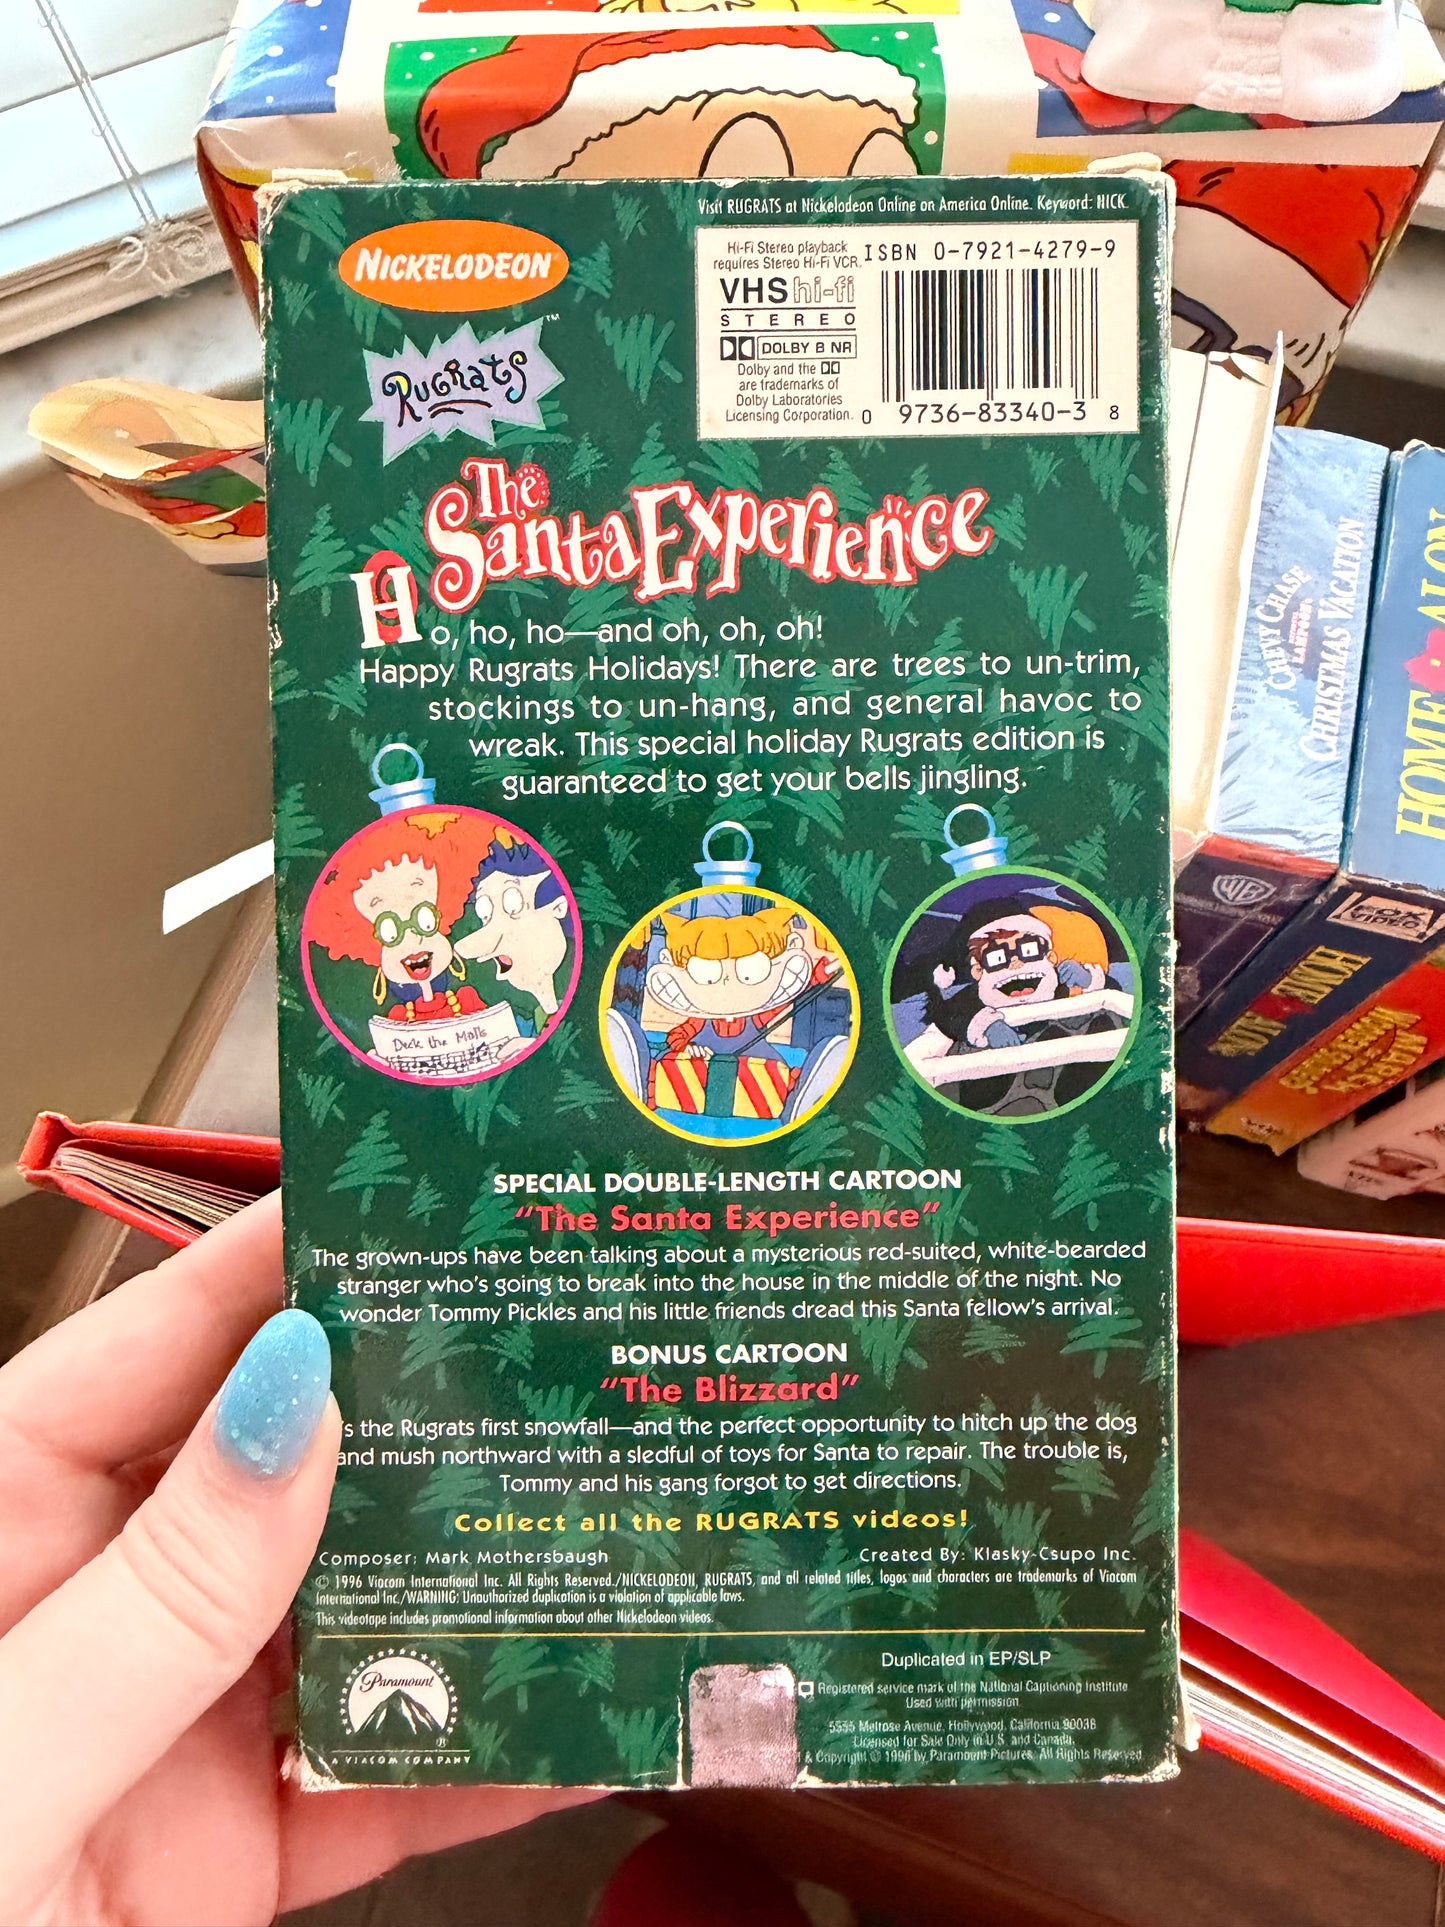 Visit RUGRATS at Nickelodeon Online on America Online. Keyword: NICK.
NICKELODEON
RUGRATS™
Hi-Fi Stereo playback
requires Stereo Hi-Fi VCR.
VHS hi-fi
STEREO
DOLBY B NR
Dolby and the
are trademarks of
Dolby Laboratories
Licensing Corporation.
ISBN 0-7921-4279-9
0 9736-83340-3 8
The
Santa Experience
Ho, ho, ho—and oh, oh, oh!
Happy Rugrats Holidays! There are trees to un-trim,
stockings to un-hang, and general havoc to
wreak. This special holiday Rugrats edition is
guaranteed to get your bells jingling.
Deck the Malls
SPECIAL DOUBLE-LENGTH CARTOON
"The Santa Experience"
The grown-ups have been talking about a mysterious red-suited, white-bearded
stranger who's going to break into the house in the middle of the night. No
wonder Tommy Pickles and his little friends dread this Santa fellow's arrival.
BONUS CARTOON
"The Blizzard"
's the Rugrats first snowfall—and the perfect opportunity to hitch up the dog
and mush northward with a sledful of toys for Santa to repair. The trouble is,
Tommy and his gang forgot to get directions.
Collect all the RUGRATS videos!
Composer: Mark Mothersbaugh
Created By: Klasky-Csupo Inc.
© 1996 Viacom International Inc. All Rights Reserved./NICKELODEON, RUGRATS, and all related titles, logos and characters are trademarks of Viacom
International Inc./WARNING: Unauthorized duplication is a violation of applicable laws.
This videotape includes promotional information about other Nickelodeon videos.
Paramount
®
A VIACOM COMPANY
Duplicated in EP/SLP
Registered service mark of the National Captioning Institute
Used with permission.
5555 Melrose Avenue, Hollywood, California 90038
Licensed for Sale Only in U.S. and Canada.
& Copyright © 1996 by Paramount Pictures. All Rights Reserved.
CHEVY CHASE
NATIONAL LAMPOON'S
CHRISTMAS VACATION
WB
HOME ALON
FOX
VIDEO
HOME ALON